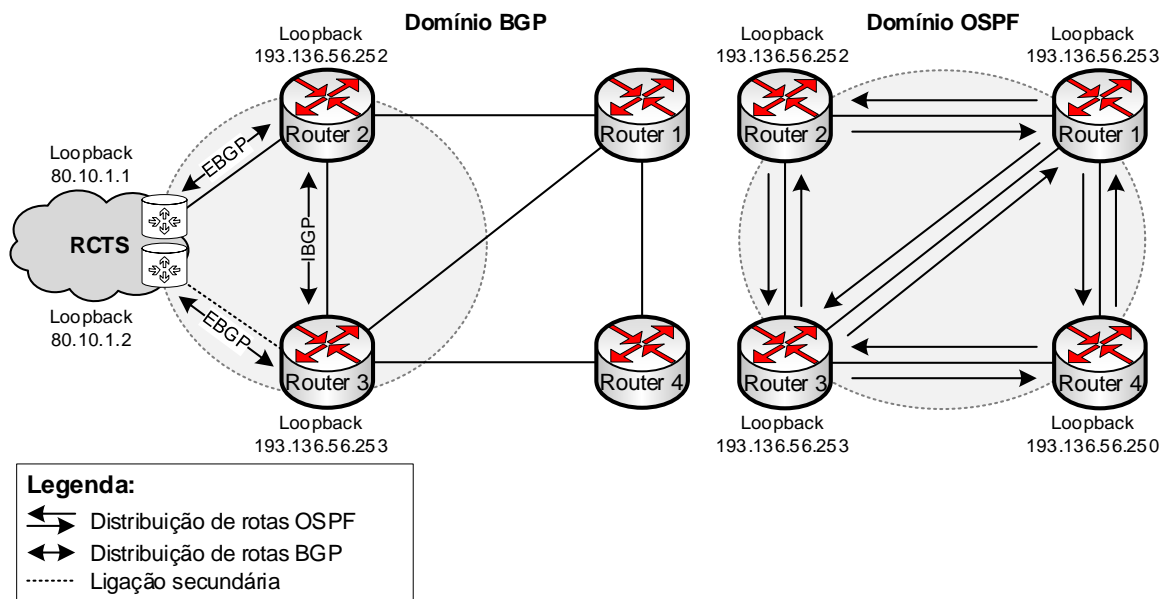 Domínio BGP
Loopback
193.136.56.252
Router 2
Router 1
EBGP
Loopback
80.10.1.1
RCTS
IBGP
Loopback
80.10.1.2
EBGP
Router 3
Router 4
Loopback
193.136.56.253
Domínio OSPF
Loopback
193.136.56.252
Loopback
193.136.56.253
Router 2
Router 1
Router 3
Router 4
Loopback
193.136.56.253
Loopback
193.136.56.250
Legenda:
Distribuição de rotas OSPF
Distribuição de rotas BGP
Ligação secundária